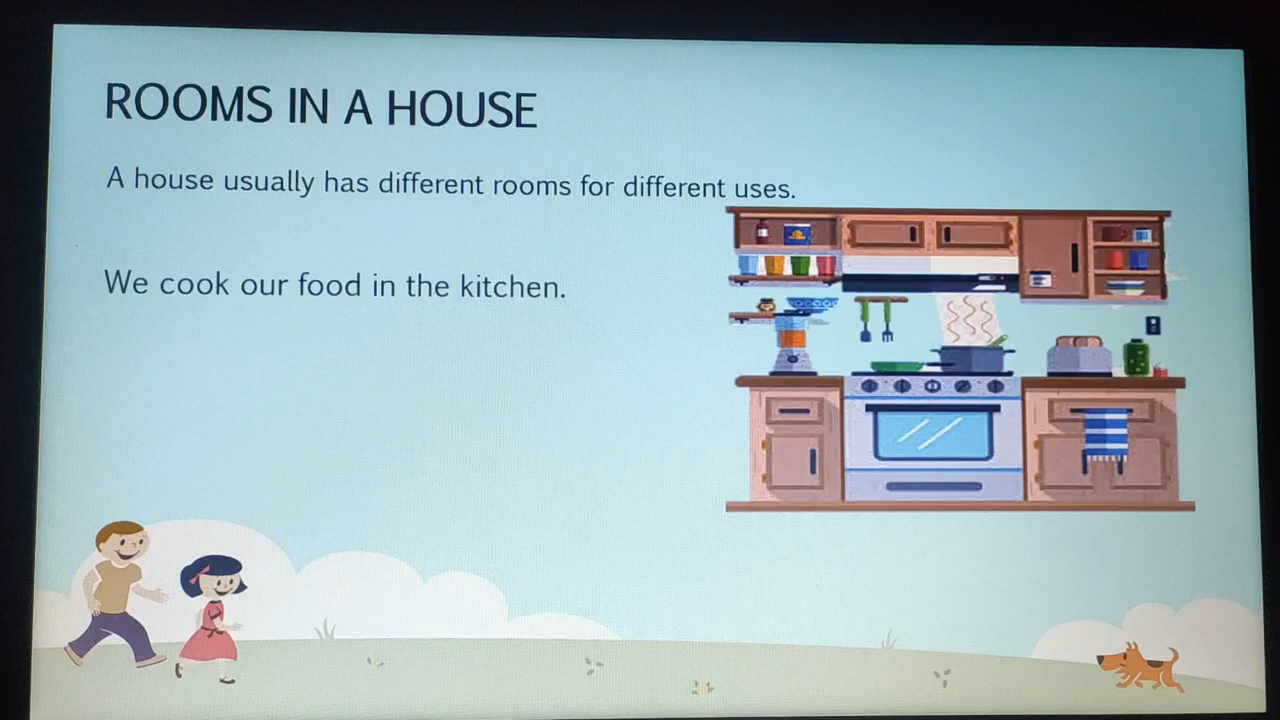 ROOMS IN A HOUSE
A house usually has different rooms for different uses.
We cook our food in the kitchen.